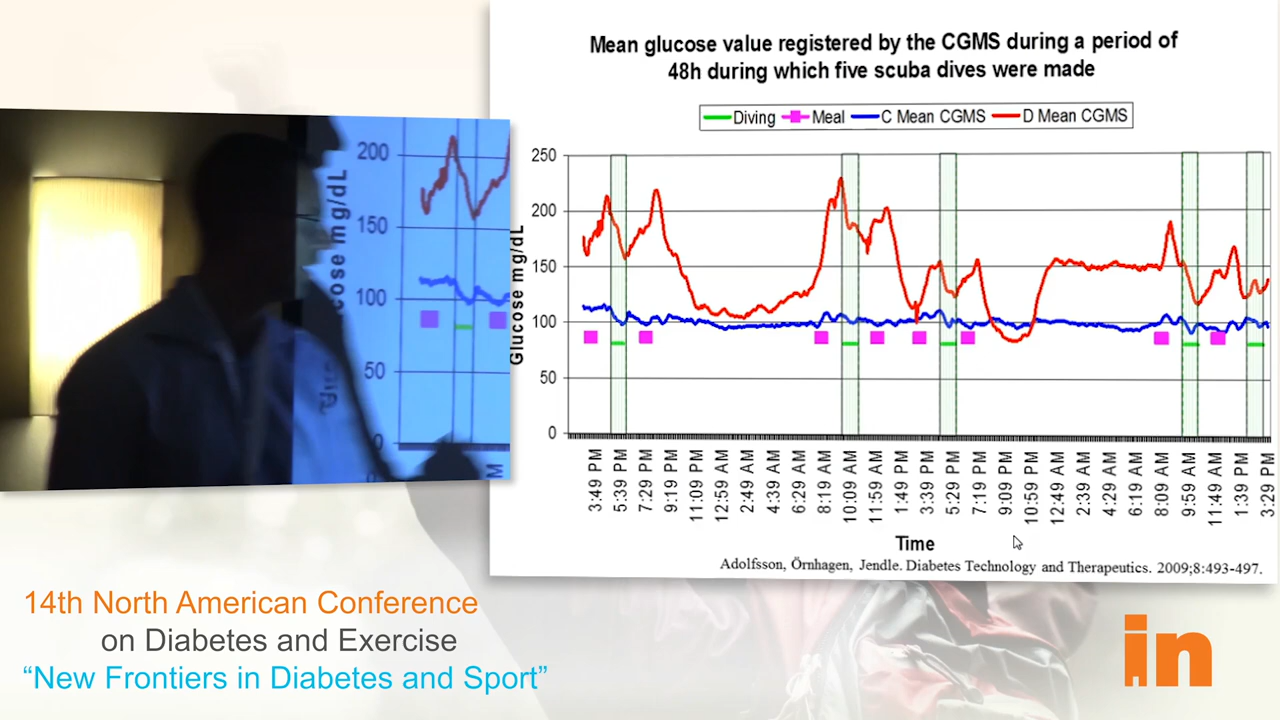 Mean glucose value registered by the CGMS during a period of
48h during which five scuba dives were made
Diving Meal C Mean CGMS D Mean CGMS
250
200
150
100
50
0
Glucose mg/dL
3:49 PM
5:39 PM
7:29 PM
9:19 PM
11:09 PM
12:59 AM
2:49 AM
4:39 AM
6:29 AM
8:19 AM
10:09 AM
11:59 AM
1:49 PM
3:39 PM
5:29 PM
7:19 PM
9:09 PM
10:59 PM
12:49 AM
2:39 AM
4:29 AM
6:19 AM
8:09 AM
9:59 AM
11:49 AM
1:39 PM
3:29 PM
Time
Adolfsson, Örnhagen, Jendle. Diabetes Technology and Therapeutics. 2009;8:493-497.
200
150
100
50
0
mg/dL
14th North American Conference
on Diabetes and Exercise
“New Frontiers in Diabetes and Sport”
in